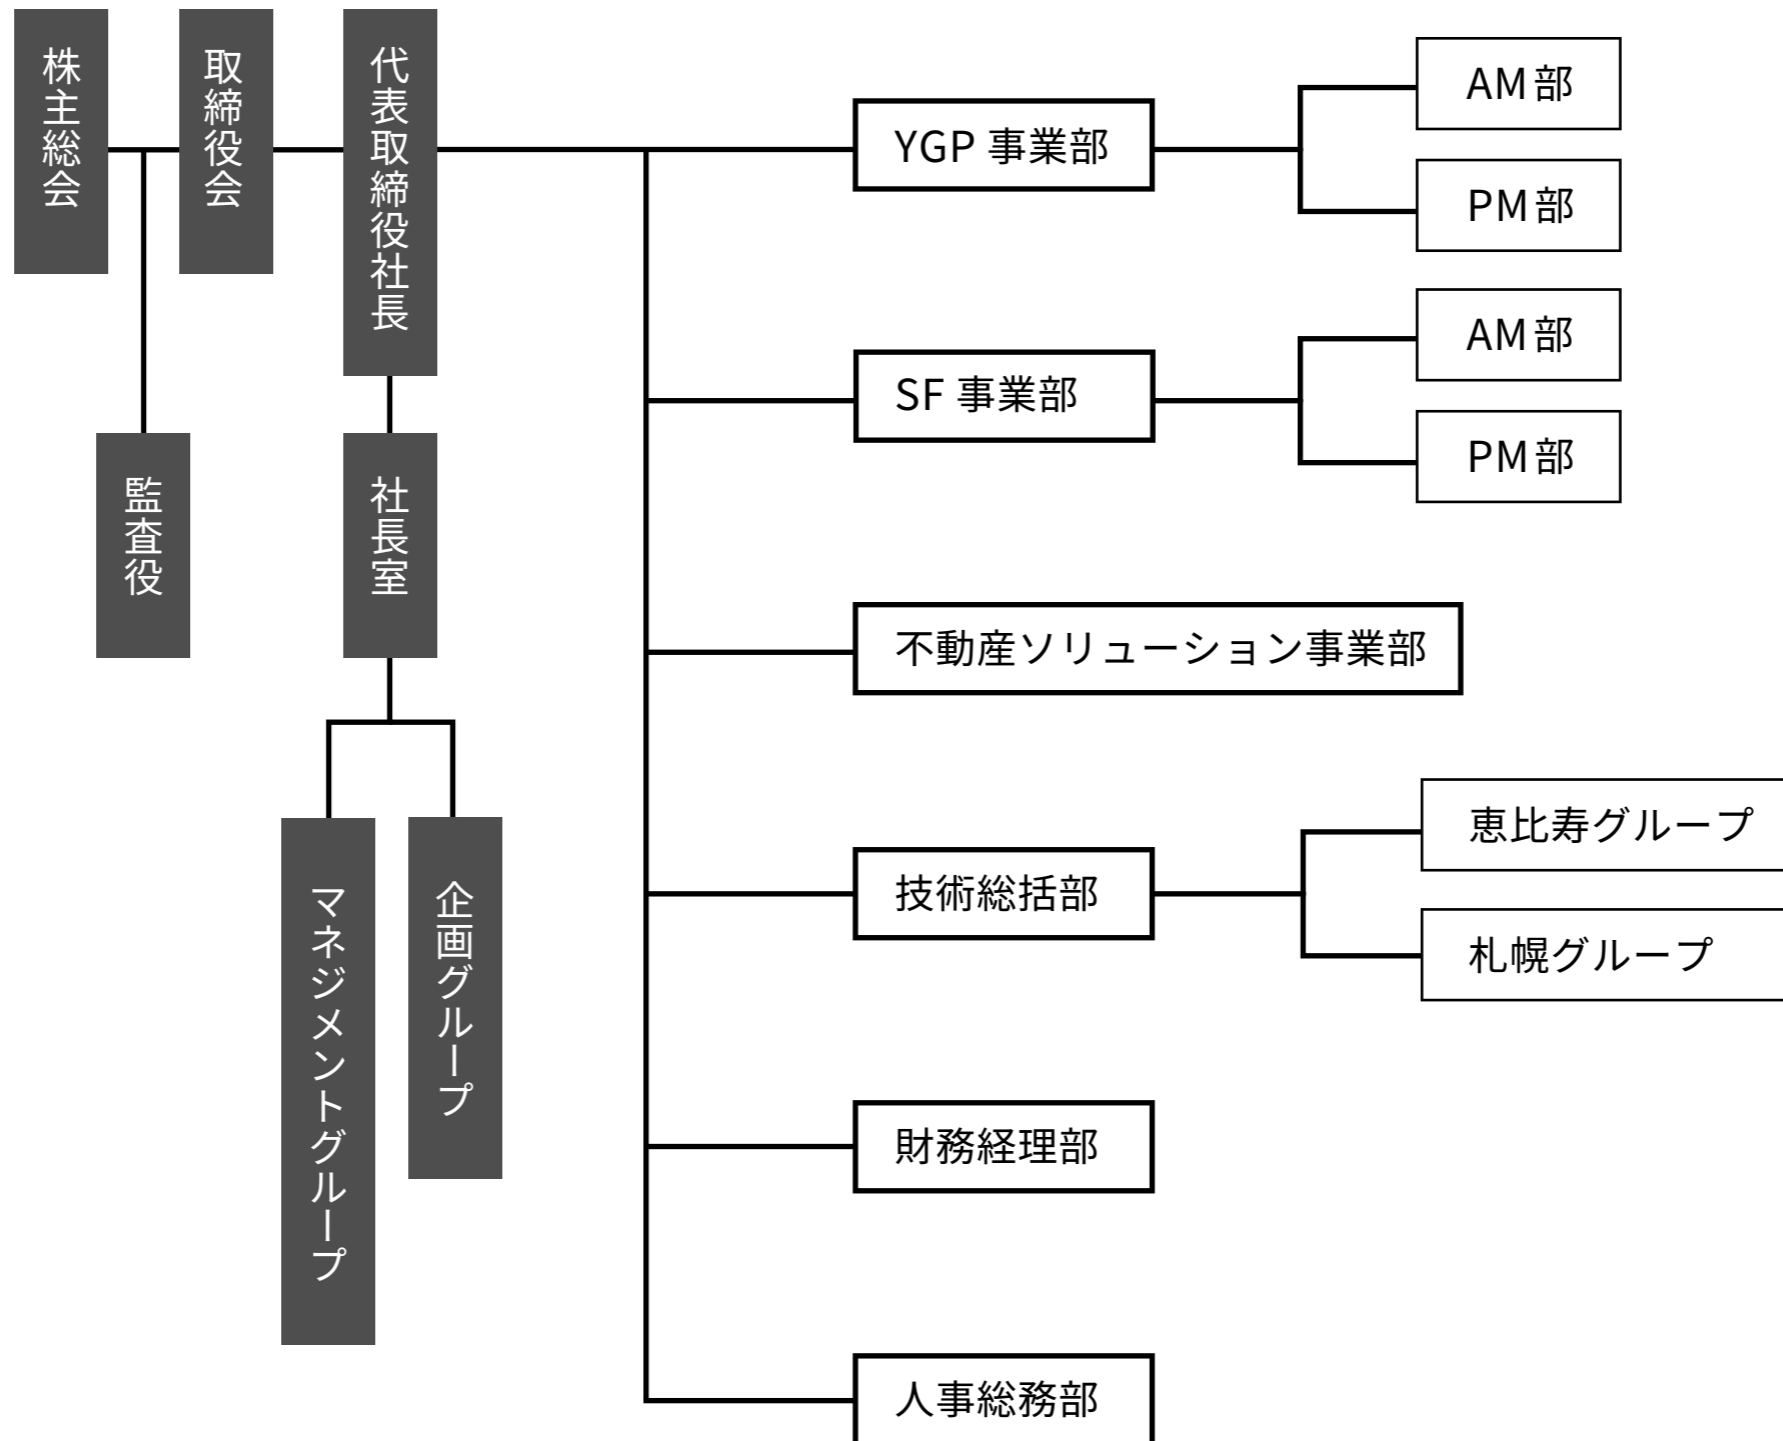 株主総会
取締役会
代表取締役社長
監査役
社長室
マネジメントグループ
企画グループ
YGP 事業部
AM部
PM部
SF 事業部
AM部
PM部
不動産ソリューション事業部
技術総括部
恵比寿グループ
札幌グループ
財務経理部
人事総務部